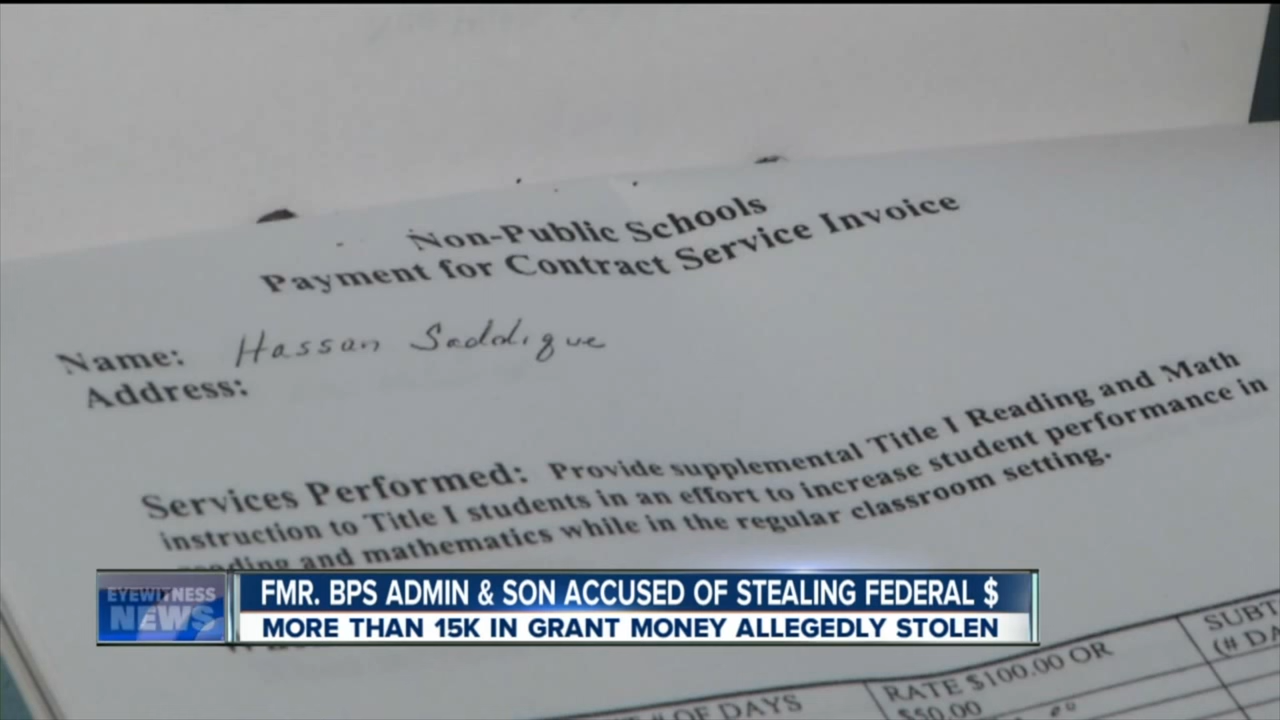 Non-Public Schools
Payment for Contract Service Invoice
Name: Hassan Saddique
Address:
Services Performed: Provide supplemental Title I Reading and Math
instruction to Title I students in an effort to increase student performance in
reading and mathematics while in the regular classroom setting.
EYEWITNESS
NEWS
FMR. BPS ADMIN & SON ACCUSED OF STEALING FEDERAL $
MORE THAN 15K IN GRANT MONEY ALLEGEDLY STOLEN
# OF DAYS
RATE $100.00 OR
$50.00
SUBT
(# DA